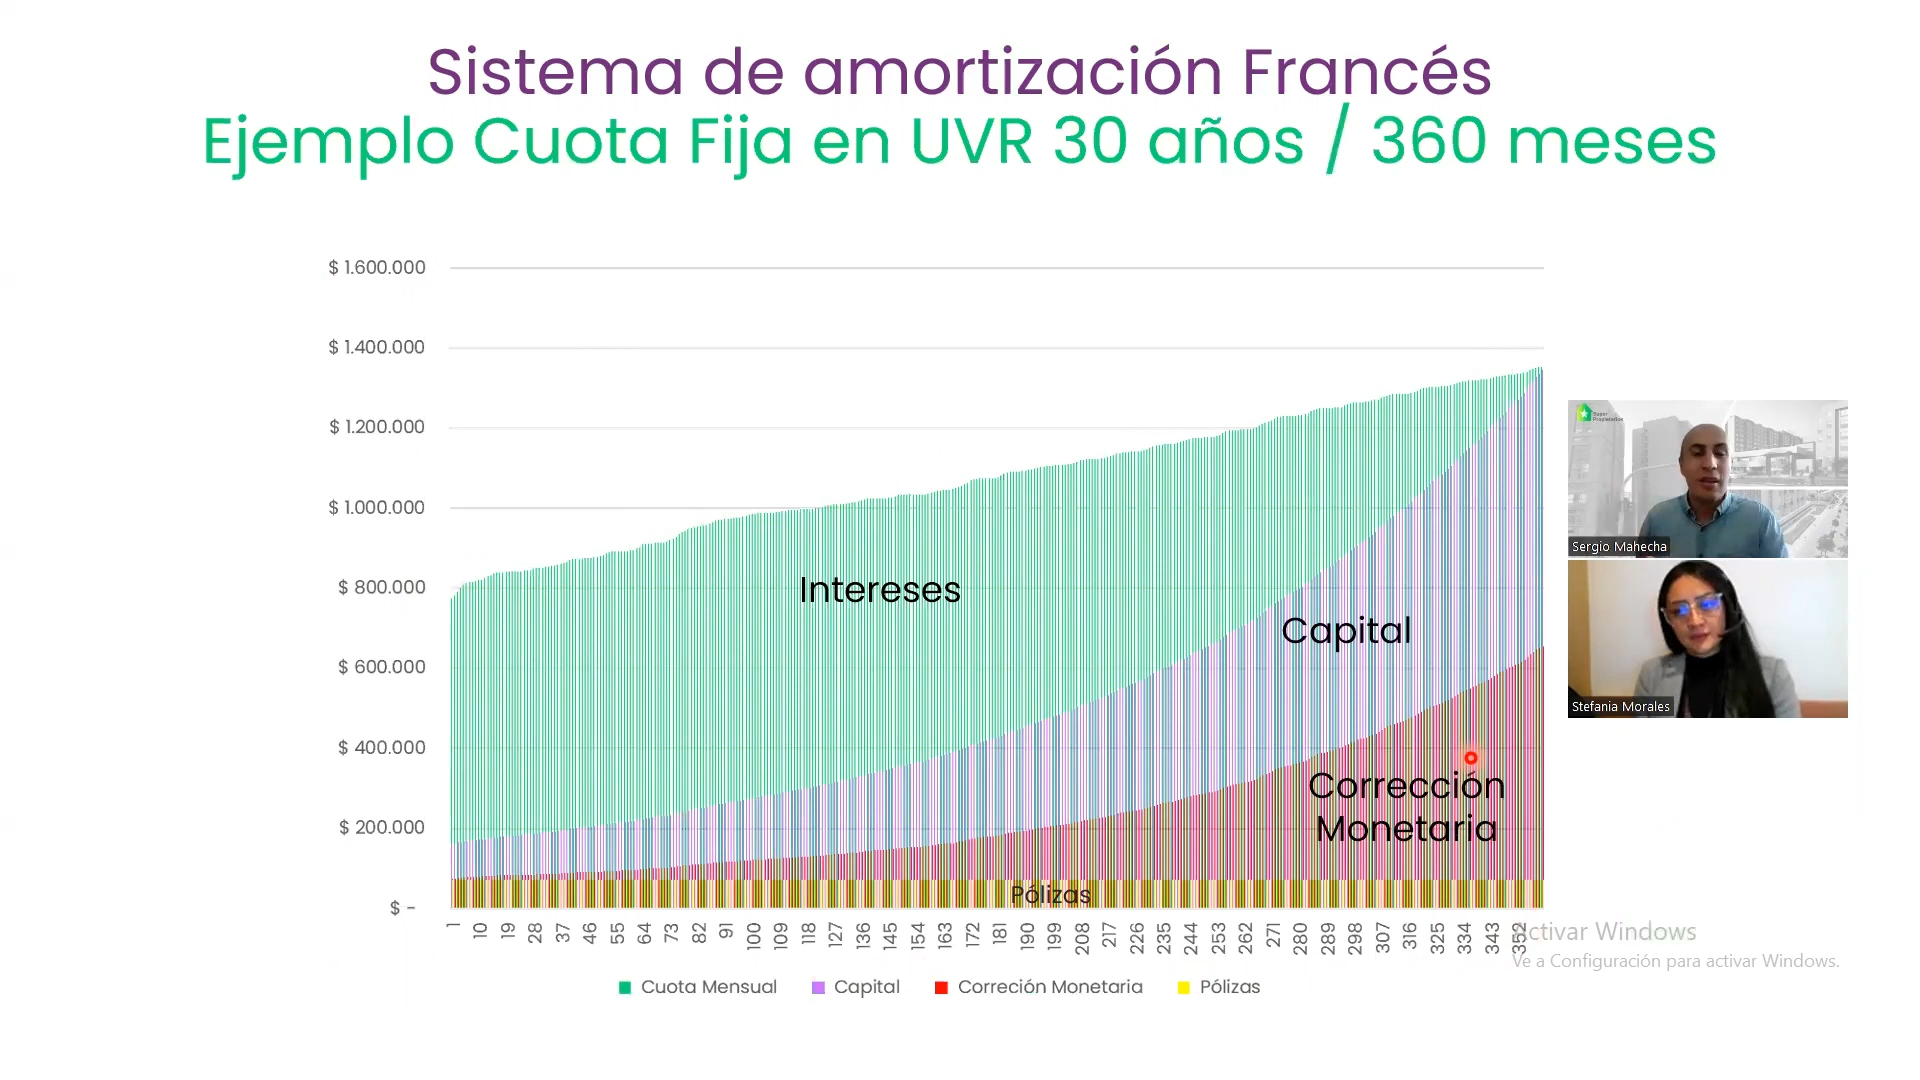 Sistema de amortización Francés
Ejemplo Cuota Fija en UVR 30 años / 360 meses
$ 1.600.000
$ 1.400.000
$ 1.200.000
$ 1.000.000
$ 800.000
$ 600.000
$ 400.000
$ 200.000
$ -
Intereses
Capital
Corrección
Monetaria
Pólizas
1 10 19 28 37 46 55 64 73 82 91 100 109 118 127 136 145 154 163 172 181 190 199 208 217 226 235 244 253 262 271 280 289 298 307 316 325 334 343 352
Cuota Mensual Capital Correción Monetaria Pólizas
Super
Propietarios
Sergio Mahecha
Stefania Morales
Activar Windows
Ve a Configuración para activar Windows.